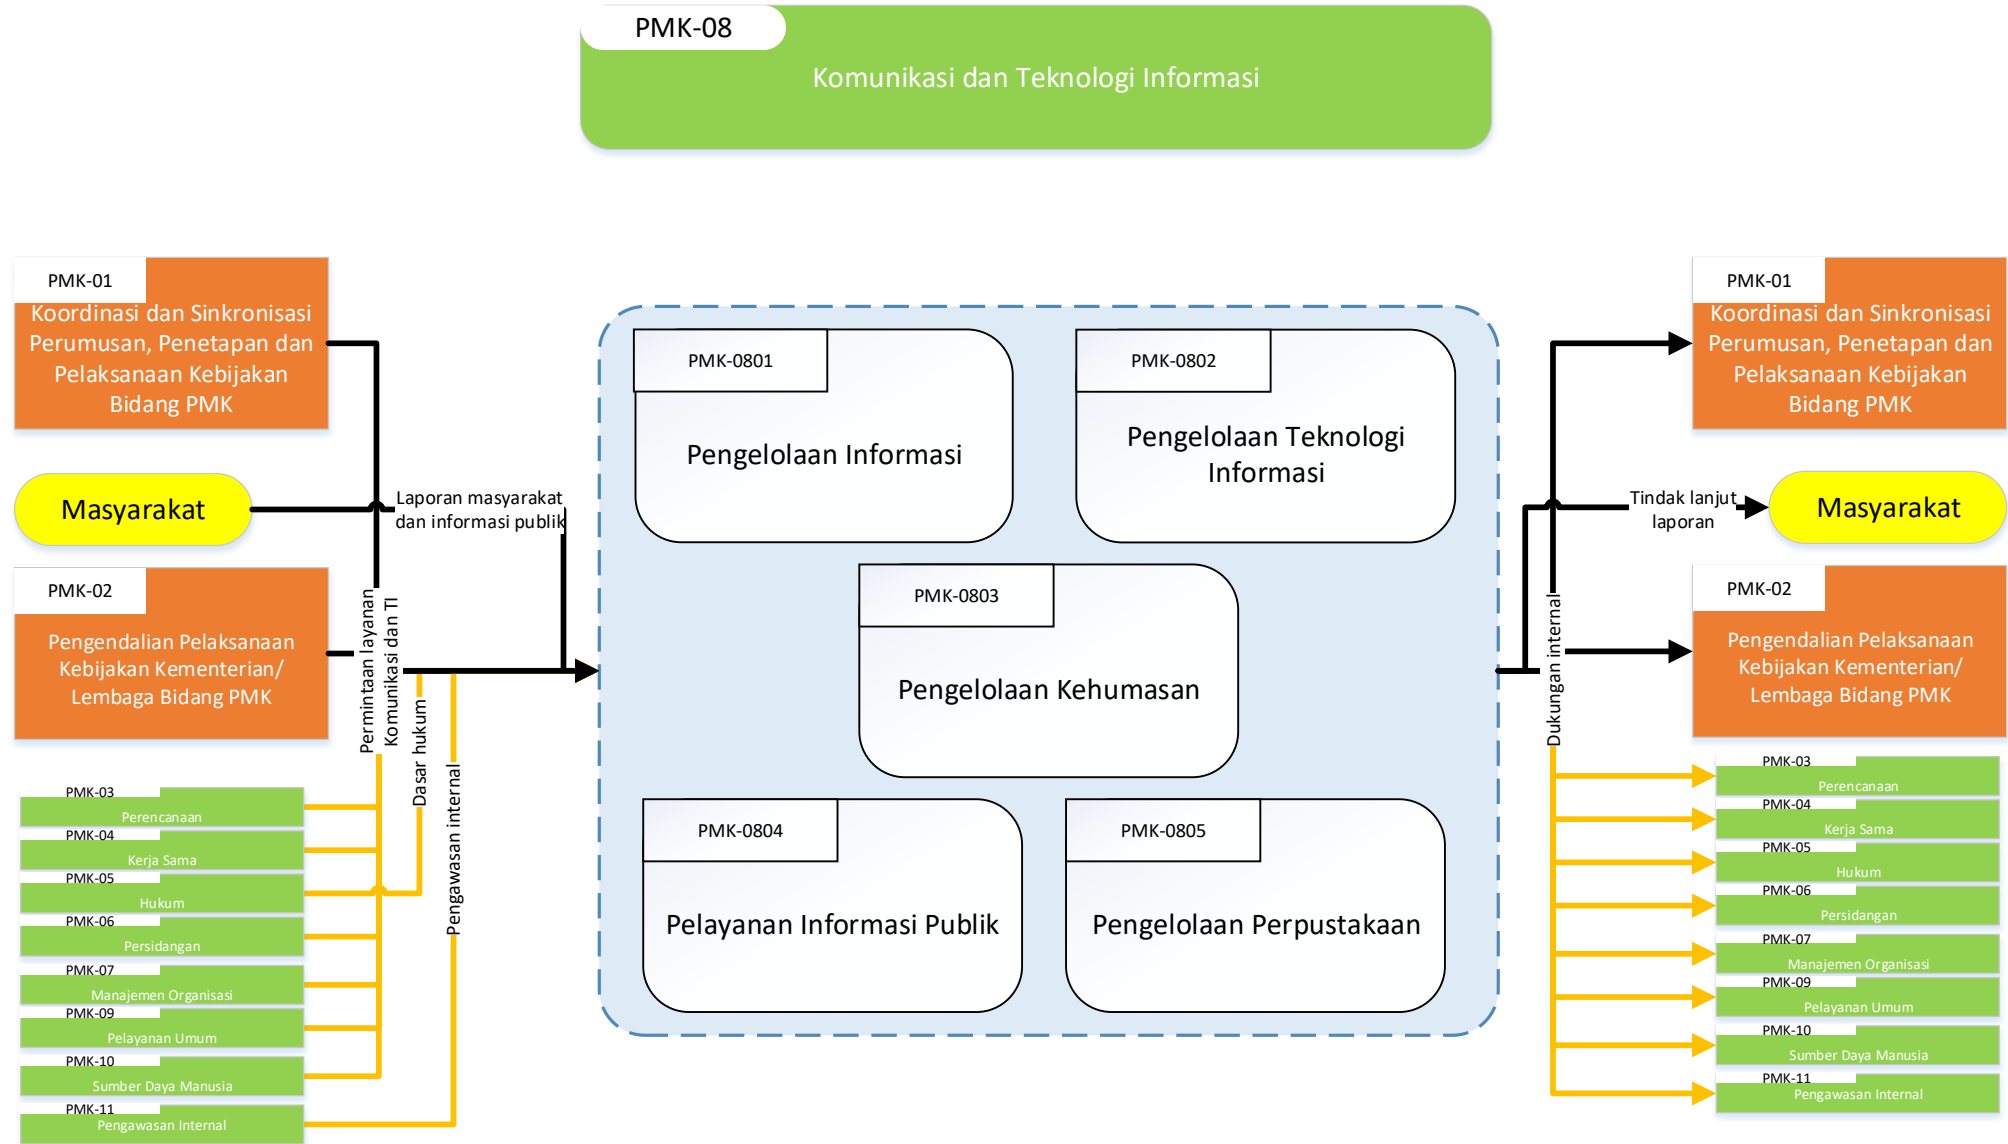 PMK-08
Komunikasi dan Teknologi Informasi
PMK-01
Koordinasi dan Sinkronisasi
Perumusan, Penetapan dan
Pelaksanaan Kebijakan
Bidang PMK
Masyarakat
PMK-02
Pengendalian Pelaksanaan
Kebijakan Kementerian/
Lembaga Bidang PMK
PMK-03
Perencanaan
PMK-04
Kerja Sama
PMK-05
Hukum
PMK-06
Persidangan
PMK-07
Manajemen Organisasi
PMK-09
Pelayanan Umum
PMK-10
Sumber Daya Manusia
PMK-11
Pengawasan Internal
Laporan masyarakat
dan informasi publik
Permintaan layanan
Komunikasi dan TI
Dasar hukum
Pengawasan internal
PMK-0801
Pengelolaan Informasi
PMK-0802
Pengelolaan Teknologi
Informasi
PMK-0803
Pengelolaan Kehumasan
PMK-0804
Pelayanan Informasi Publik
PMK-0805
Pengelolaan Perpustakaan
Dukungan internal
Tindak lanjut
laporan
PMK-01
Koordinasi dan Sinkronisasi
Perumusan, Penetapan dan
Pelaksanaan Kebijakan
Bidang PMK
Masyarakat
PMK-02
Pengendalian Pelaksanaan
Kebijakan Kementerian/
Lembaga Bidang PMK
PMK-03
Perencanaan
PMK-04
Kerja Sama
PMK-05
Hukum
PMK-06
Persidangan
PMK-07
Manajemen Organisasi
PMK-09
Pelayanan Umum
PMK-10
Sumber Daya Manusia
PMK-11
Pengawasan Internal